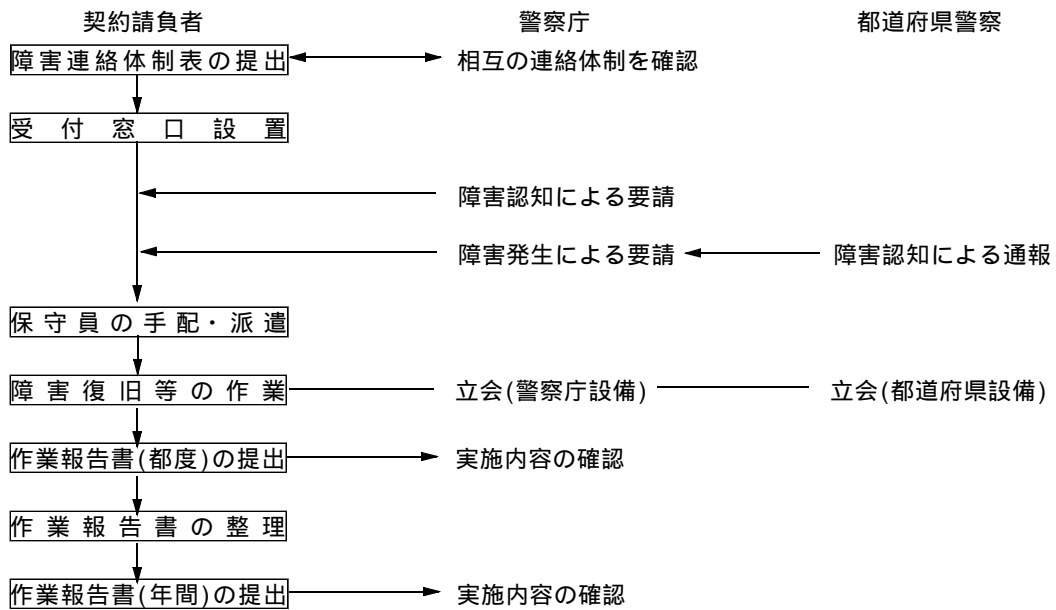 契約請負者 警察庁 都道府県警察
障害連絡体制表の提出 相互の連絡体制を確認
受付窓口設置
障害認知による要請
障害発生による要請 障害認知による通報
保守員の手配・派遣
障害復旧等の作業 立会(警察庁設備) 立会(都道府県設備)
作業報告書(都度)の提出 実施内容の確認
作業報告書の整理
作業報告書(年間)の提出 実施内容の確認